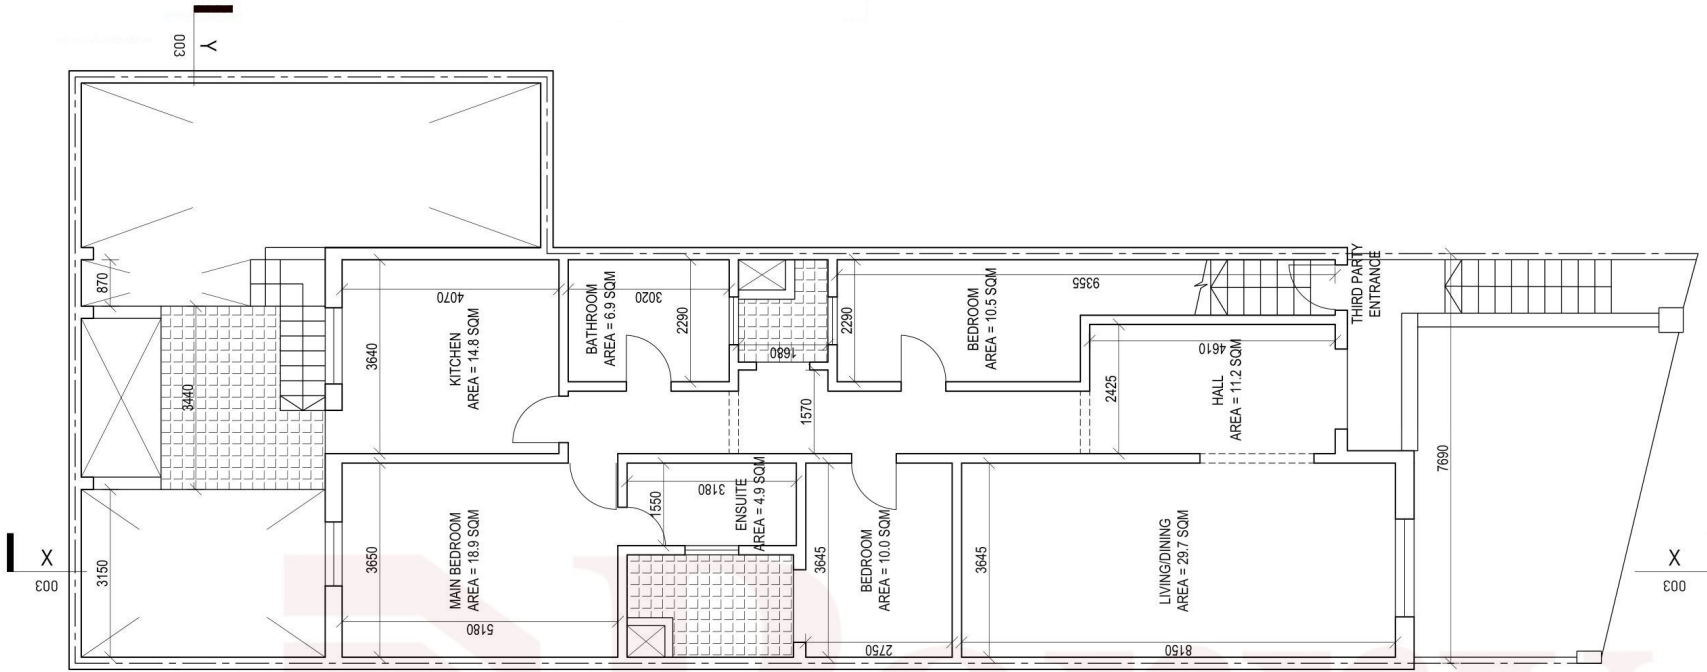 Y
003
870
4070
KITCHEN
AREA = 14.8 SQM
3640
BATHROOM
AREA = 6.9 SQM
3020
2290
1680
2290
BEDROOM
AREA = 10.5 SQM
9355
THIRD PARTY
ENTRANCE
4610
HALL
AREA = 11.2 SQM
2425
1570
3440
7690
X
003
3150
3650
MAIN BEDROOM
AREA = 18.9 SQM
5180
1550
3180
ENSUITE
AREA = 4.9 SQM
3645
BEDROOM
AREA = 10.0 SQM
2750
3645
LIVING/DINING
AREA = 29.7 SQM
8150
X
003